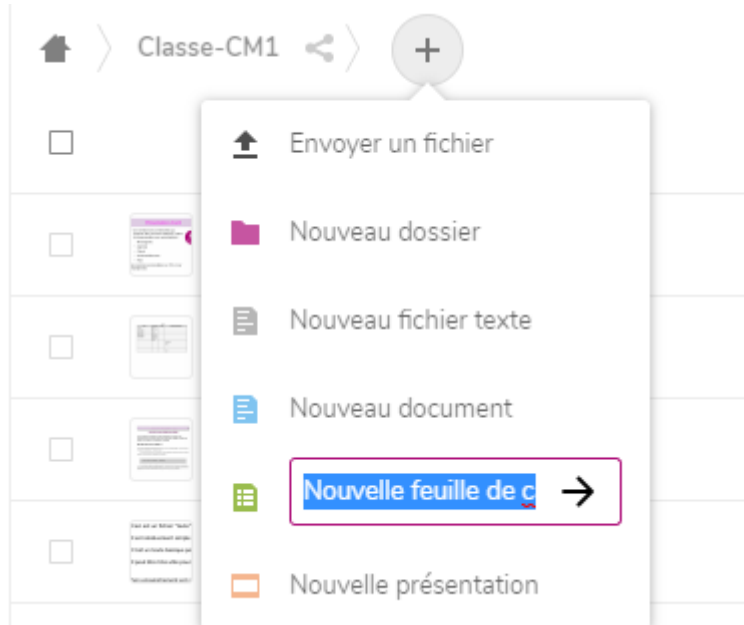 Classe-CM1
Envoyer un fichier
Nouveau dossier
Nouveau fichier texte
Nouveau document
Nouvelle feuille de c
Nouvelle présentation